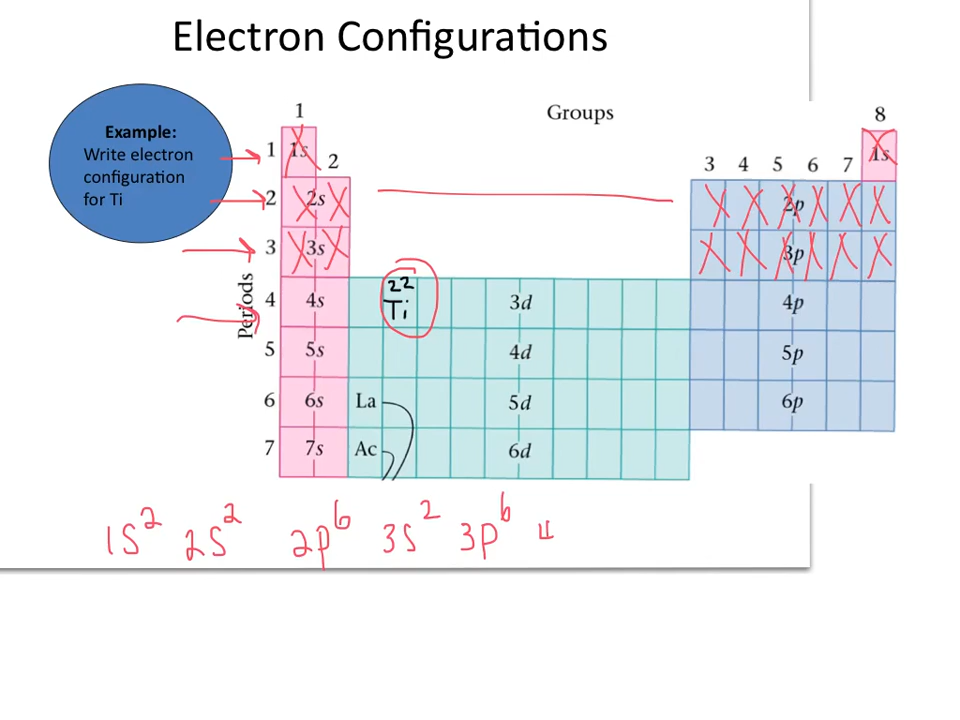 Electron Configurations
Example:
Write electron
configuration
for Ti
Groups
1 2 3 4 5 6 7 8
Periods
1 1s 1s
2 2s 2p
3 3s 3p
4 4s 22 Ti 3d 4p
5 5s 4d 5p
6 6s La 5d 6p
7 7s Ac 6d
1s² 2s² 2p⁶ 3s² 3p⁶ 4